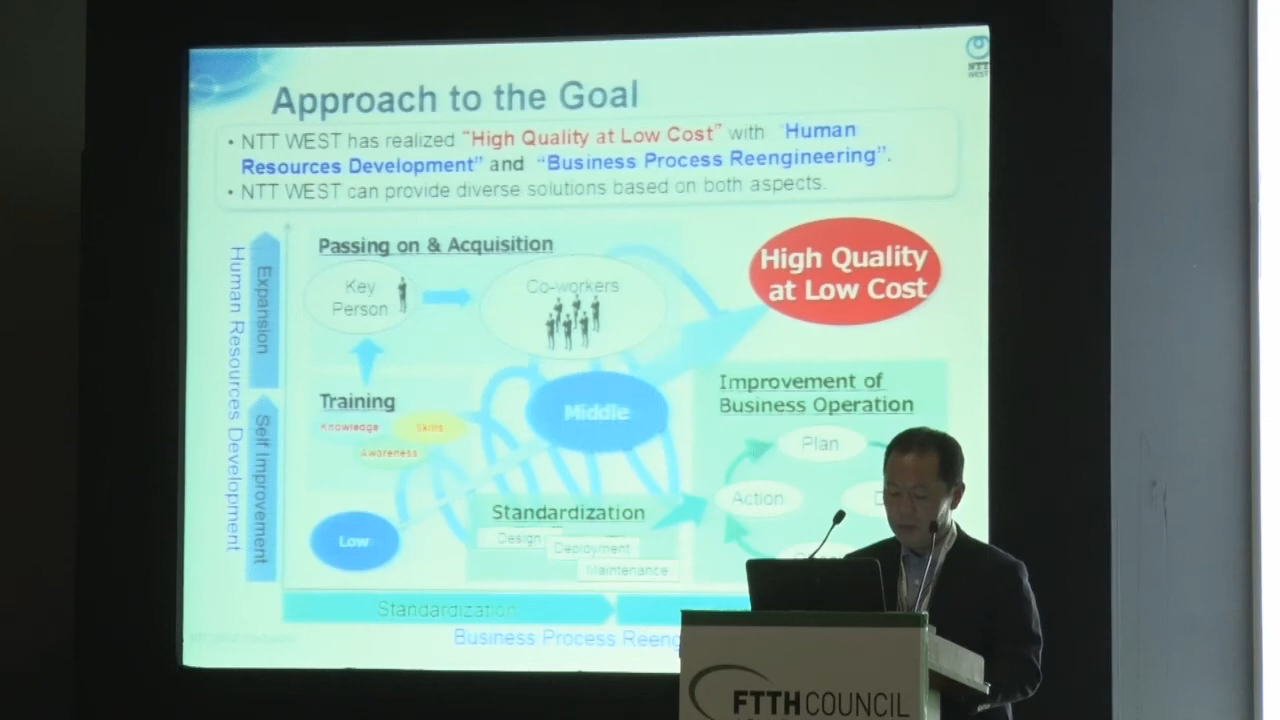 NTT
WEST
Approach to the Goal
• NTT WEST has realized "High Quality at Low Cost" with "Human
Resources Development" and "Business Process Reengineering".
• NTT WEST can provide diverse solutions based on both aspects.
Human Resources Development
Expansion
Self Improvement
Passing on & Acquisition
Key
Person
Co-workers
High Quality
at Low Cost
Training
Knowledge
Skills
Awareness
Middle
Low
Improvement of
Business Operation
Plan
Action
D
Standardization
Design
Deployment
Maintenance
Standardization
Business Process Reeng
FTTH COUNCIL